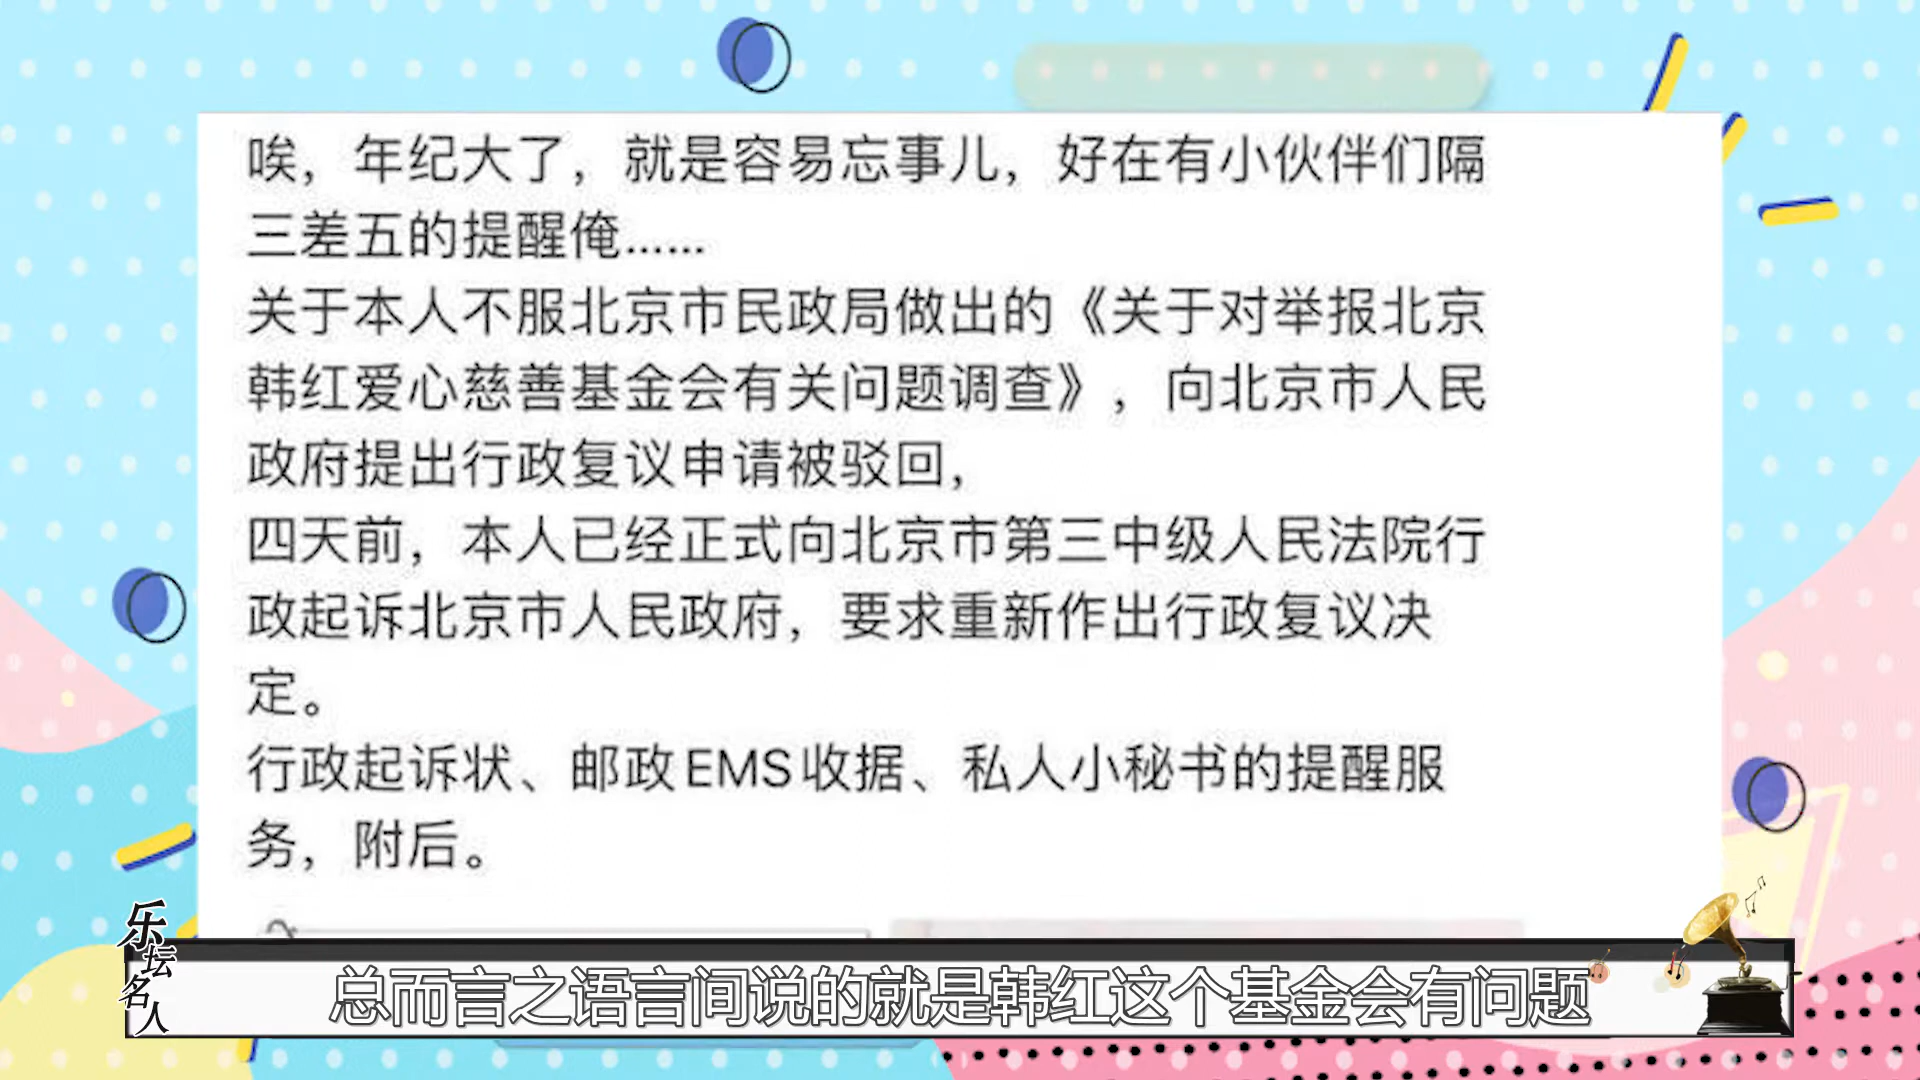 唉，年纪大了，就是容易忘事儿，好在有小伙伴们隔
三差五的提醒俺……
关于本人不服北京市民政局做出的《关于对举报北京
韩红爱心慈善基金会有关问题调查》，向北京市人民
政府提出行政复议申请被驳回，
四天前，本人已经正式向北京市第三中级人民法院行
政起诉北京市人民政府，要求重新作出行政复议决
定。
行政起诉状、邮政EMS收据、私人小秘书的提醒服
务，附后。
乐坛名人
总而言之语言间说的就是韩红这个基金会有问题